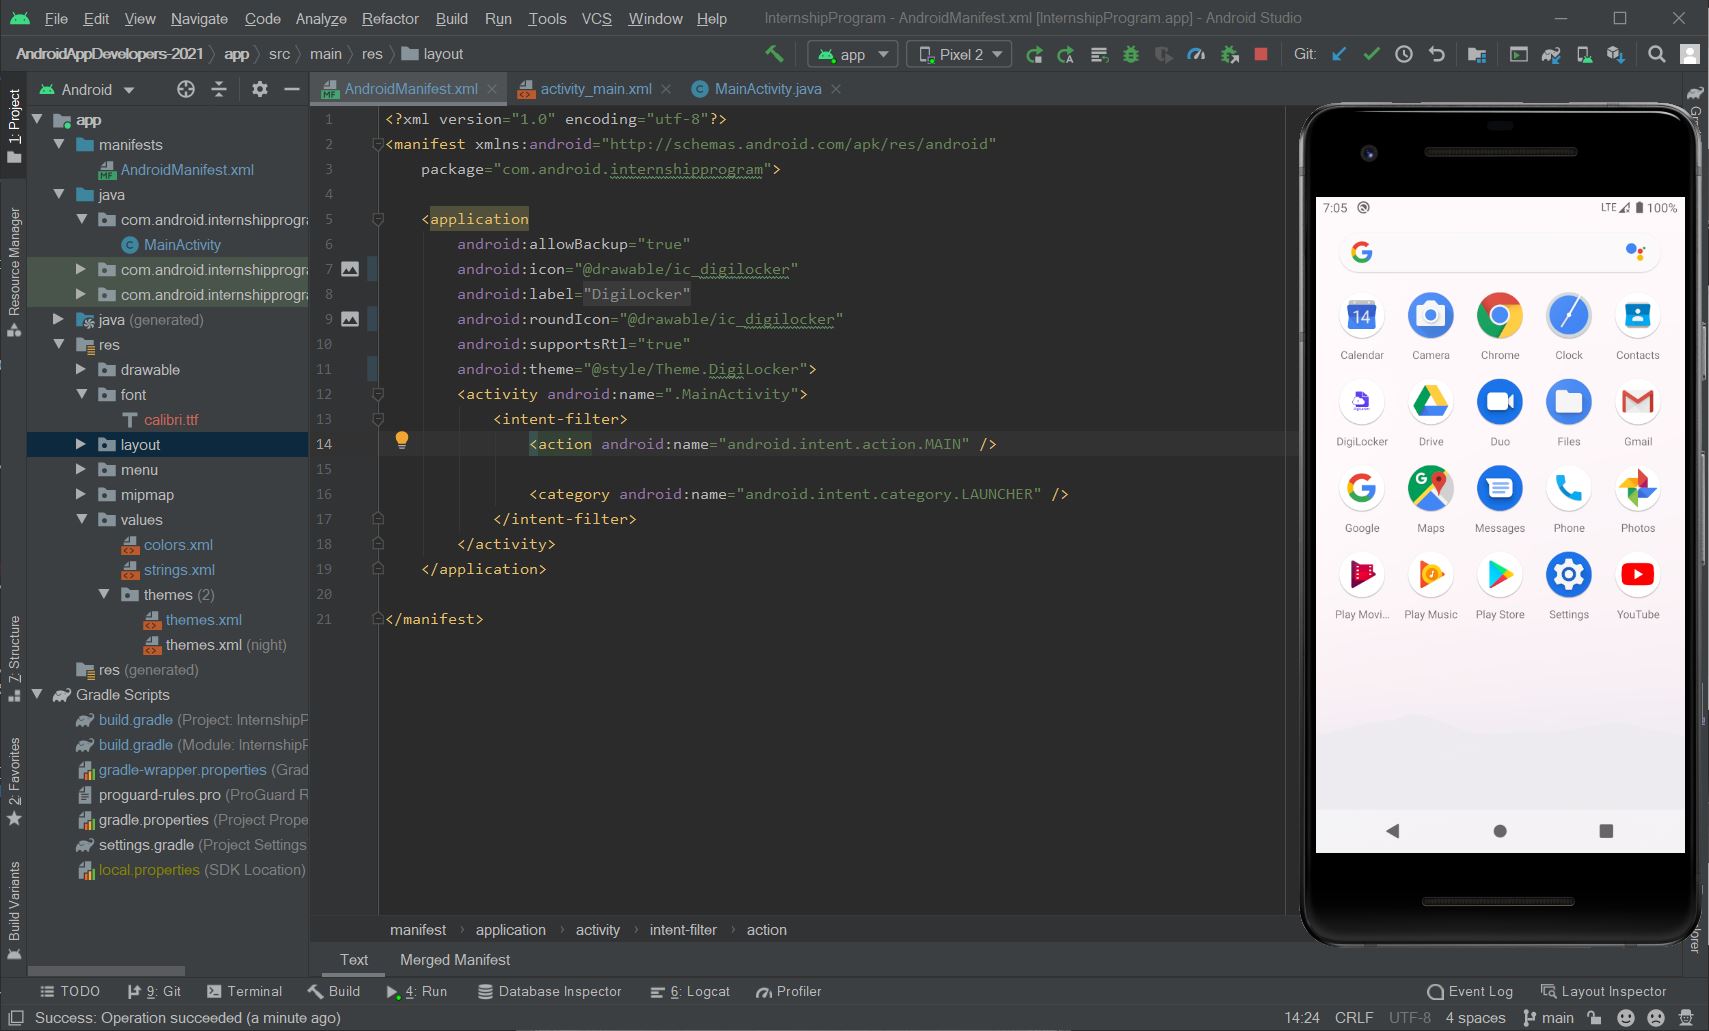 File Edit View Navigate Code Analyze Refactor Build Run Tools VCS Window Help InternshipProgram - AndroidManifest.xml [InternshipProgram.app] - Android Studio
AndroidAppDevelopers-2021 app src main res layout app Pixel 2 Git:
1: Project
Resource Manager
7: Structure
2: Favorites
Build Variants
Android
app
manifests
AndroidManifest.xml
java
com.android.internshipprogra
MainActivity
com.android.internshipprogra
com.android.internshipprogra
java (generated)
res
drawable
font
calibri.ttf
layout
menu
mipmap
values
colors.xml
strings.xml
themes (2)
themes.xml
themes.xml (night)
res (generated)
Gradle Scripts
build.gradle (Project: InternshipP
build.gradle (Module: InternshipP
gradle-wrapper.properties (Grad
proguard-rules.pro (ProGuard R
gradle.properties (Project Prope
settings.gradle (Project Settings
local.properties (SDK Location)
AndroidManifest.xml activity_main.xml MainActivity.java
1 <?xml version="1.0" encoding="utf-8"?>
2 <manifest xmlns:android="http://schemas.android.com/apk/res/android"
3 package="com.android.internshipprogram">
4
5 <application
6 android:allowBackup="true"
7 android:icon="@drawable/ic_digilocker"
8 android:label="DigiLocker"
9 android:roundIcon="@drawable/ic_digilocker"
10 android:supportsRtl="true"
11 android:theme="@style/Theme.DigiLocker">
12 <activity android:name=".MainActivity">
13 <intent-filter>
14 <action android:name="android.intent.action.MAIN" />
15
16 <category android:name="android.intent.category.LAUNCHER" />
17 </intent-filter>
18 </activity>
19 </application>
20
21 </manifest>
manifest application activity intent-filter action
Text Merged Manifest
7:05 LTE 100%
14
Calendar Camera Chrome Clock Contacts
DigiLocker Drive Duo Files Gmail
Google Maps Messages Phone Photos
Play Movi... Play Music Play Store Settings YouTube
TODO 9: Git Terminal Build 4: Run Database Inspector 6: Logcat Profiler Event Log Layout Inspector
Success: Operation succeeded (a minute ago) 14:24 CRLF UTF-8 4 spaces main